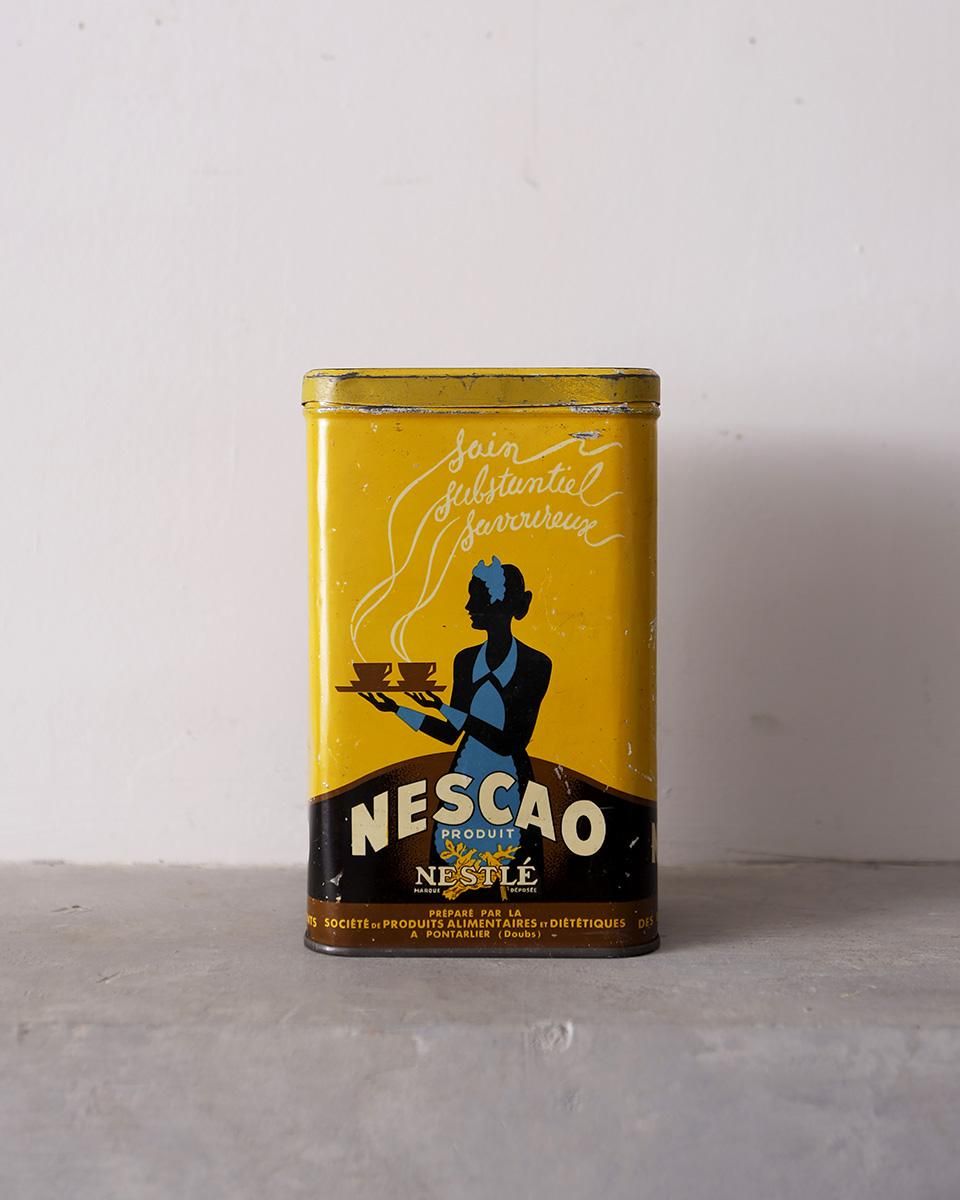 Sain
substantiel
savoureux
NESCAO
PRODUIT
NESTLÉ
MARQUE DÉPOSÉE
PRÉPARÉ PAR LA
SOCIÉTÉ DE PRODUITS ALIMENTAIRES ET DIÉTÉTIQUES
A PONTARLIER (Doubs)
DES